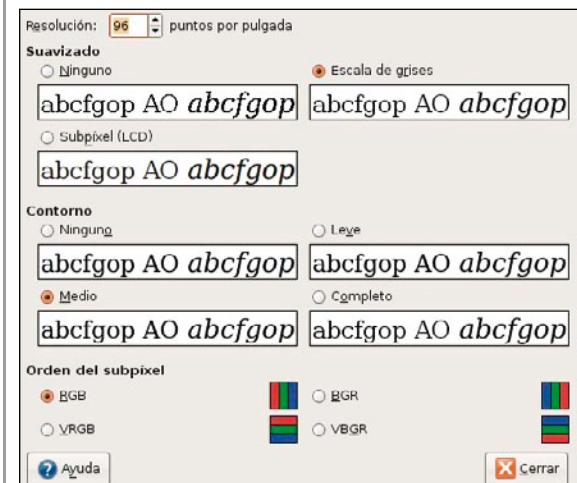 Resolución: 96 puntos por pulgada
Suavizado
Ninguno Escala de grises
abcfgop AO abcfgop abcfgop AO abcfgop
Subpíxel (LCD)
abcfgop AO abcfgop
Contorno
Ninguno Leve
abcfgop AO abcfgop abcfgop AO abcfgop
Medio Completo
abcfgop AO abcfgop abcfgop AO abcfgop
Orden del subpíxel
RGB BGR
VRGB VBGR
Ayuda Cerrar